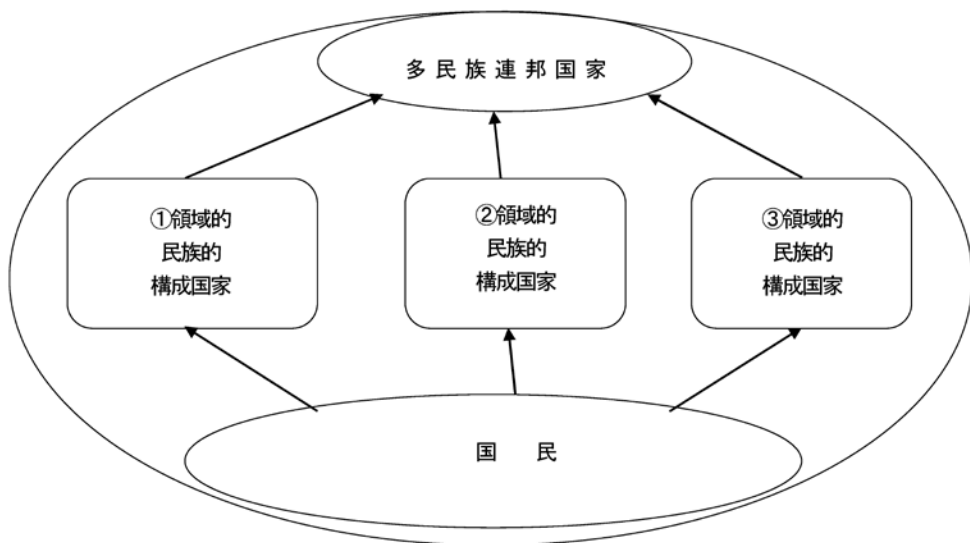 多民族連邦国家
①領域的
民族的
構成国家
②領域的
民族的
構成国家
③領域的
民族的
構成国家
国民